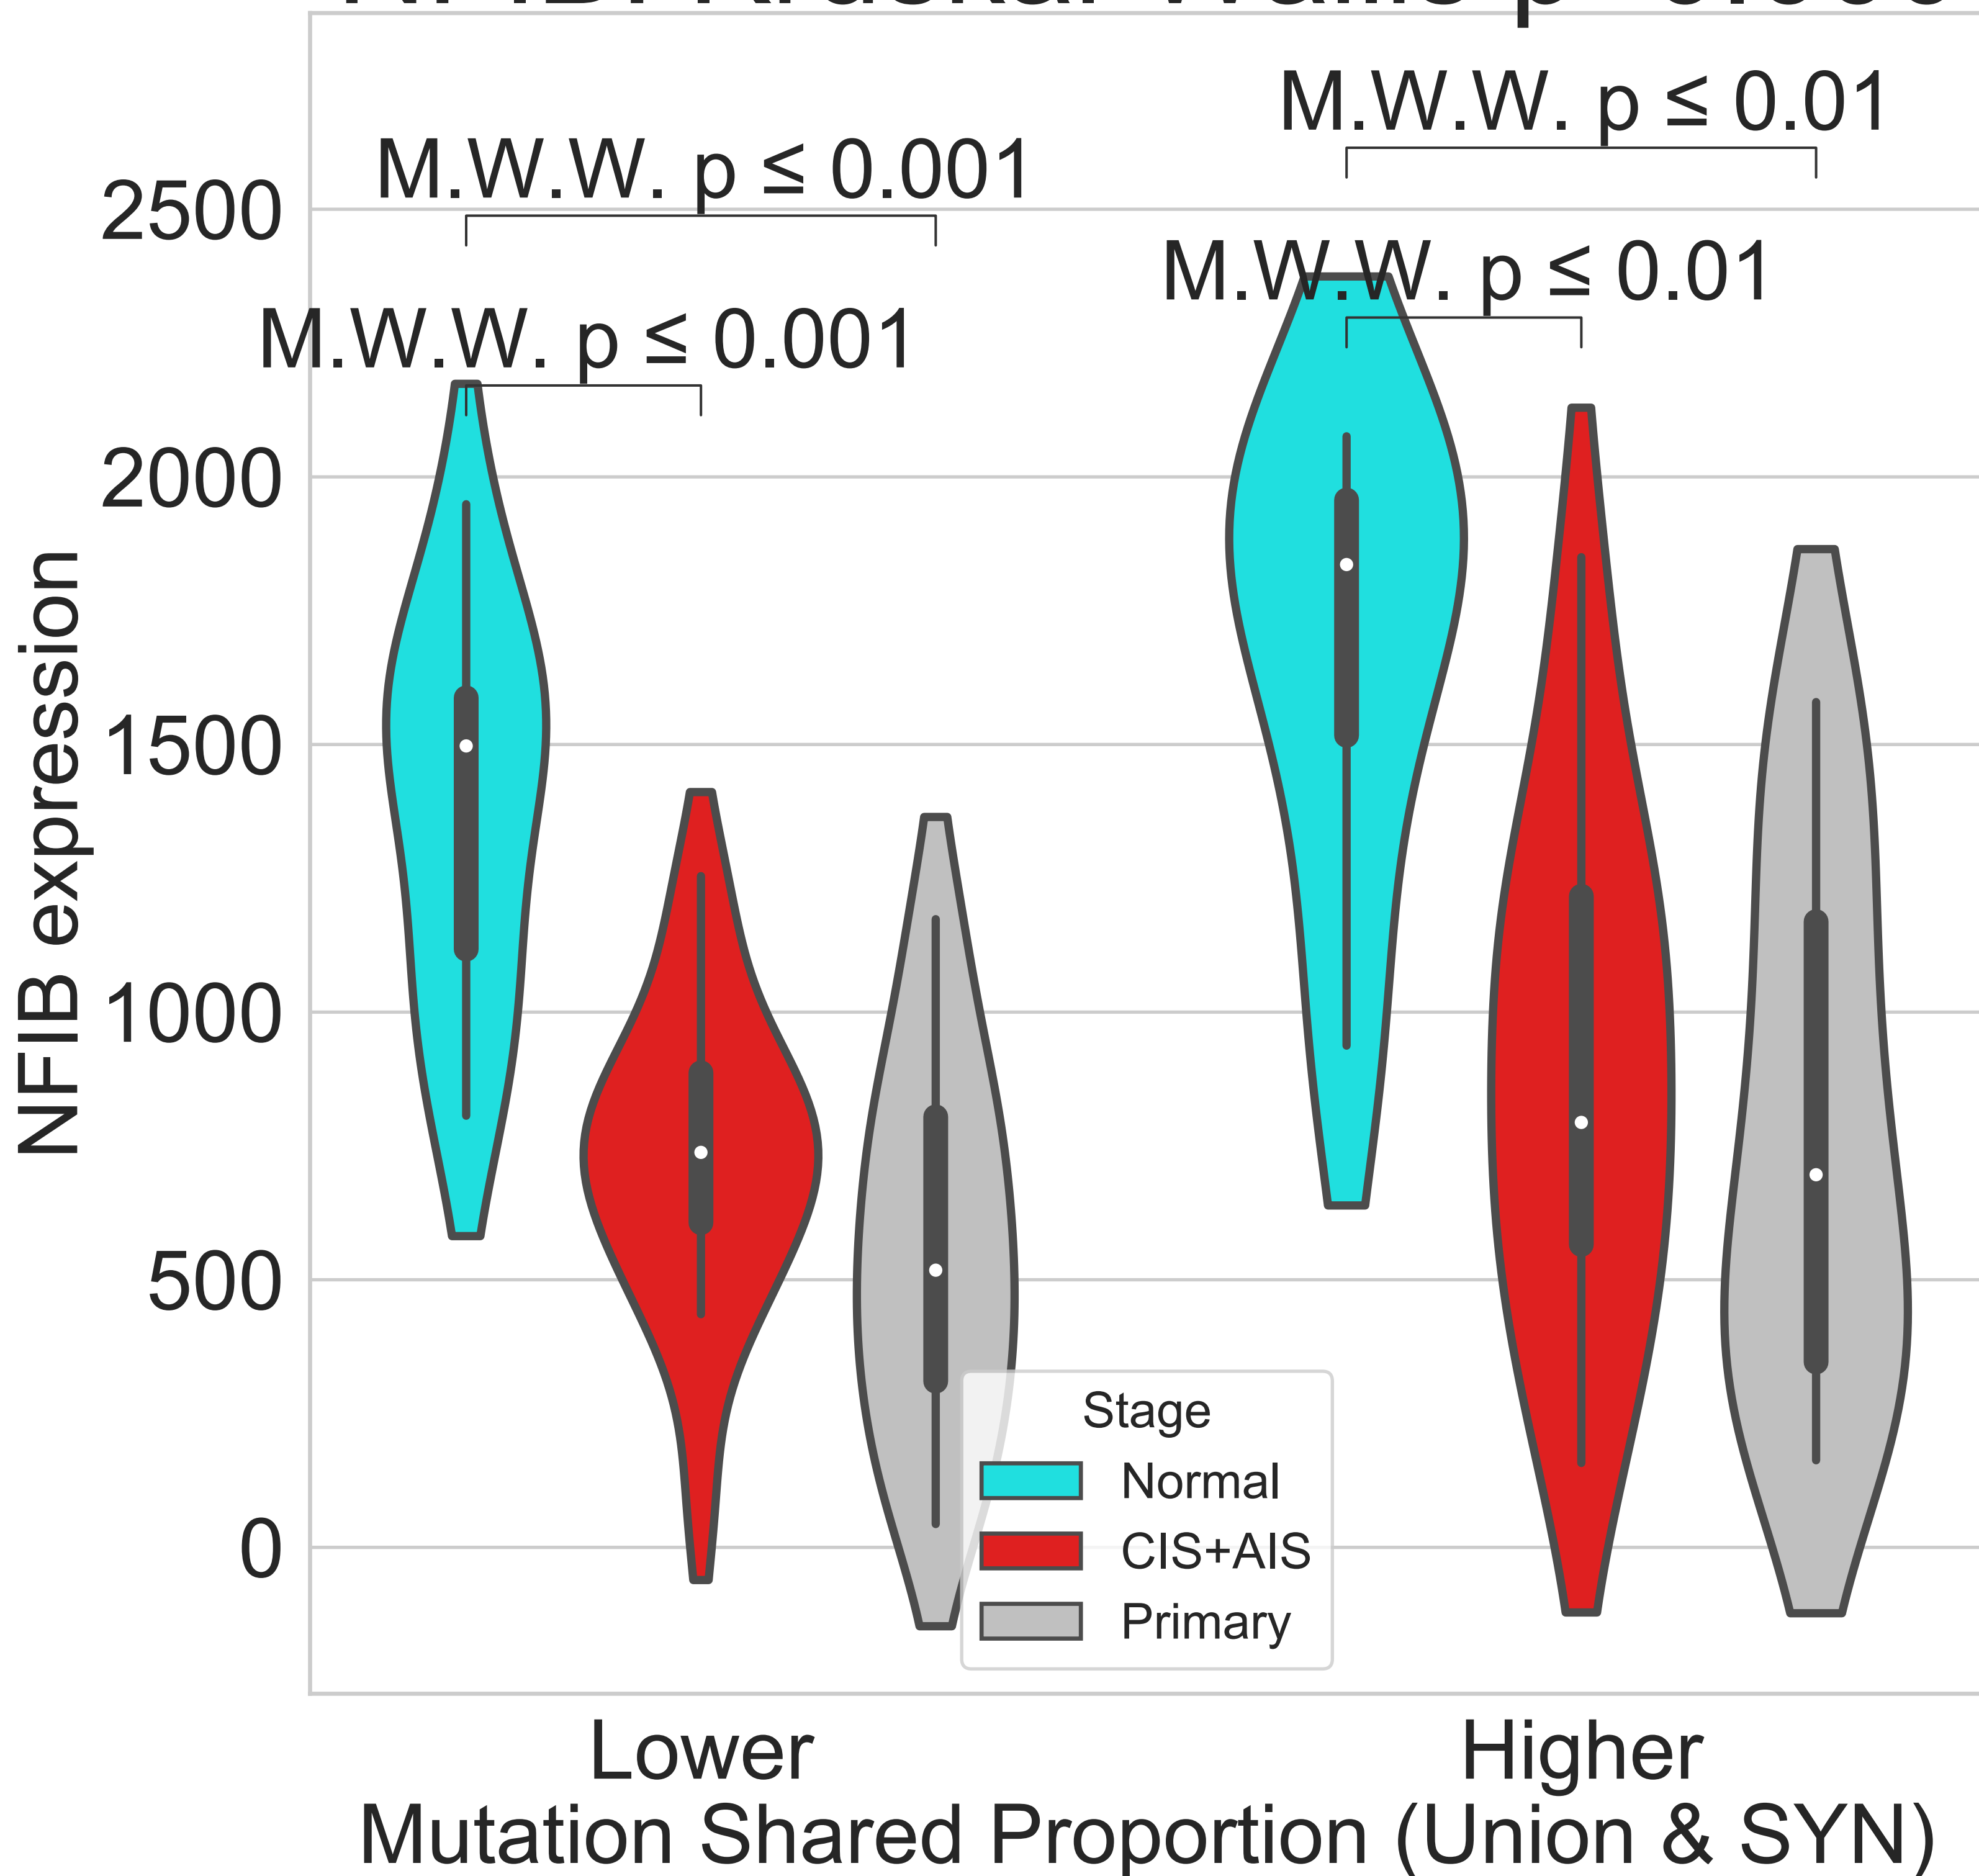 M.W.W. p ≤ 0.01
M.W.W. p ≤ 0.001
2500
M.W.W. p ≤ 0.01
M.W.W. p ≤ 0.001
2000
1500
1000
500
0
NFIB expression
Stage
Normal
CIS+AIS
Primary
Lower
Higher
Mutation Shared Proportion (Union & SYN)